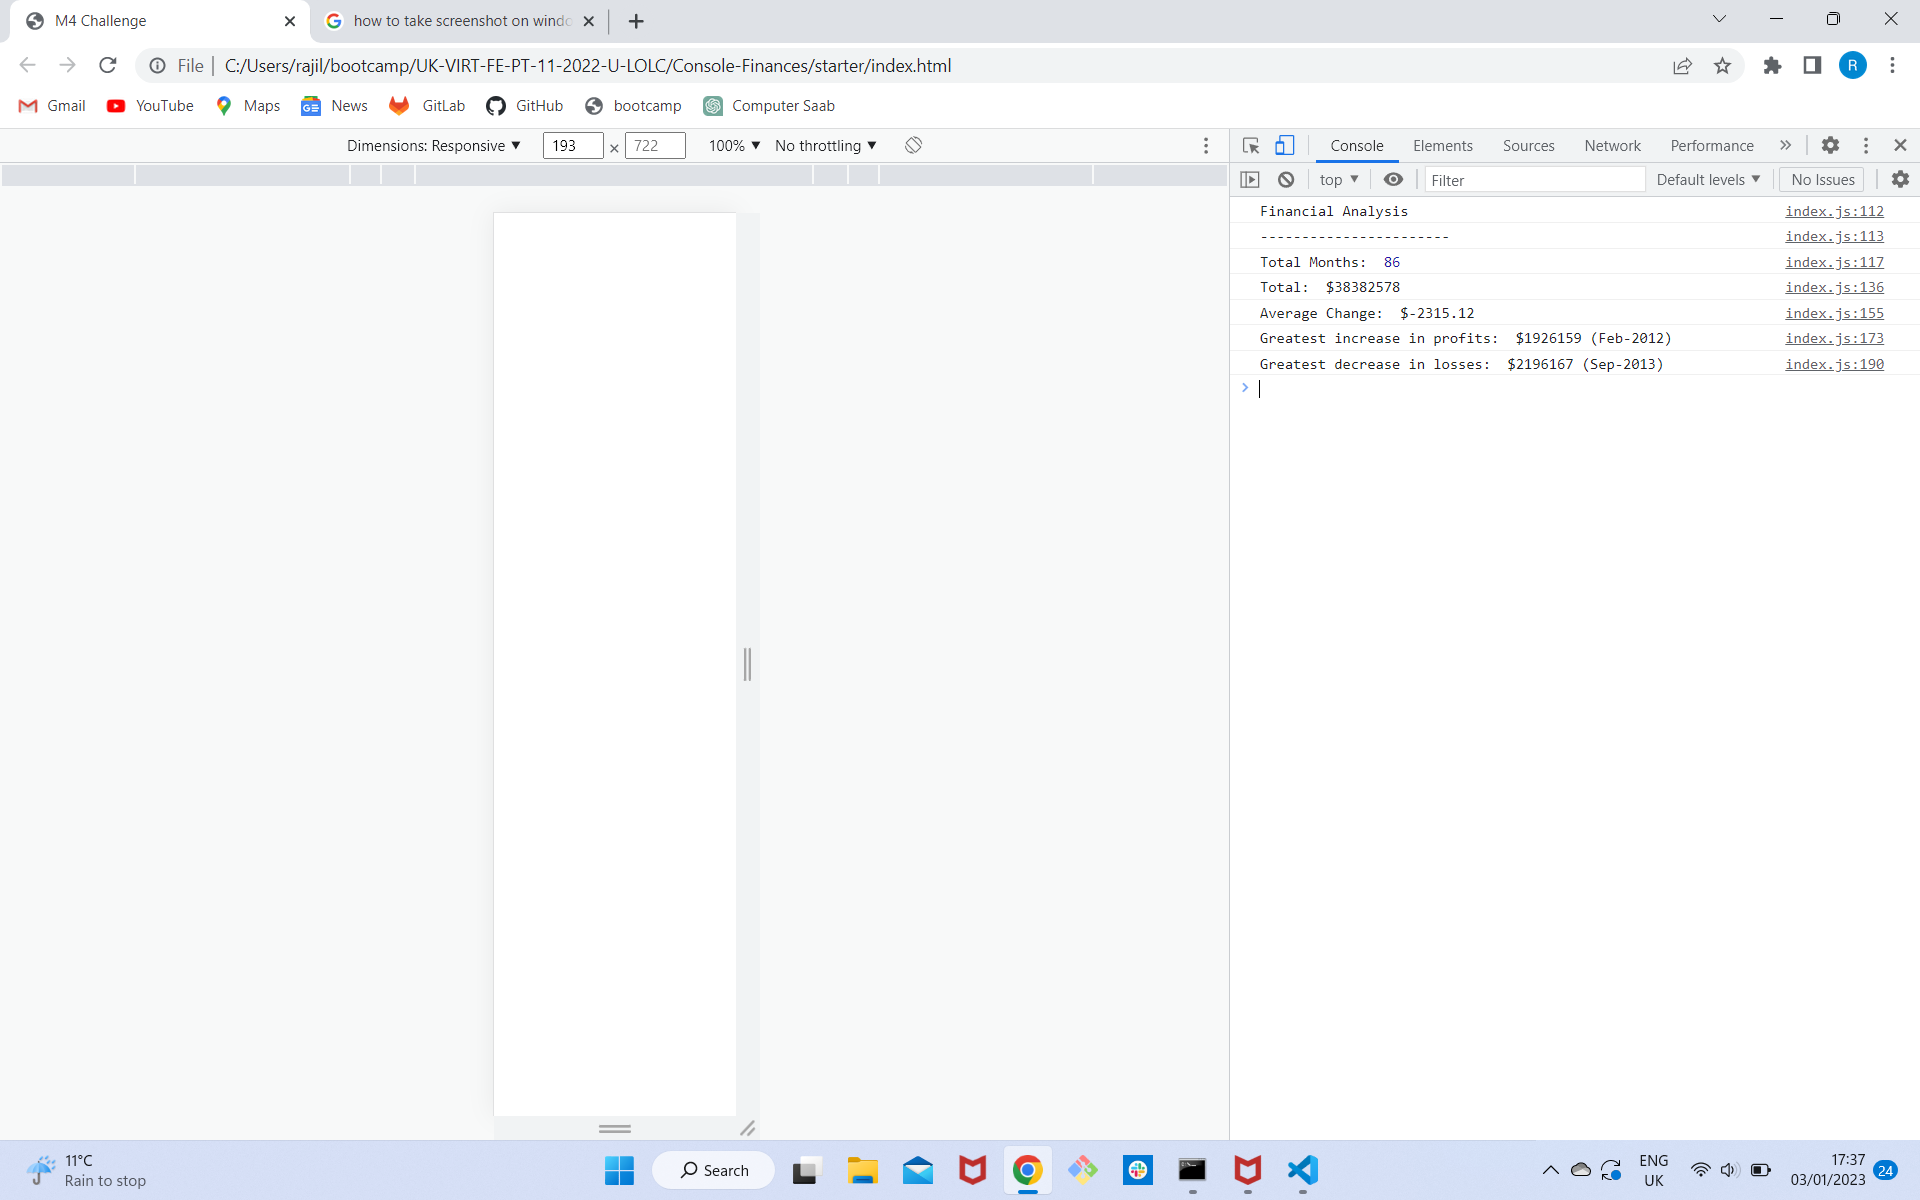 M4 Challenge
how to take screenshot on windo
File
C:/Users/rajil/bootcamp/UK-VIRT-FE-PT-11-2022-U-LOLC/Console-Finances/starter/index.html
R
Gmail YouTube Maps News GitLab GitHub bootcamp Computer Saab
Dimensions: Responsive ▼ 193 × 722 100% ▼ No throttling ▼
Console Elements Sources Network Performance »
top ▼ Filter Default levels ▼ No Issues
Financial Analysis index.js:112
----------------------- index.js:113
Total Months:  86 index.js:117
Total:  $38382578 index.js:136
Average Change:  $-2315.12 index.js:155
Greatest increase in profits:  $1926159 (Feb-2012) index.js:173
Greatest decrease in losses:  $2196167 (Sep-2013) index.js:190
>
11°C
Rain to stop
Search
ENG
UK
17:37
03/01/2023
24